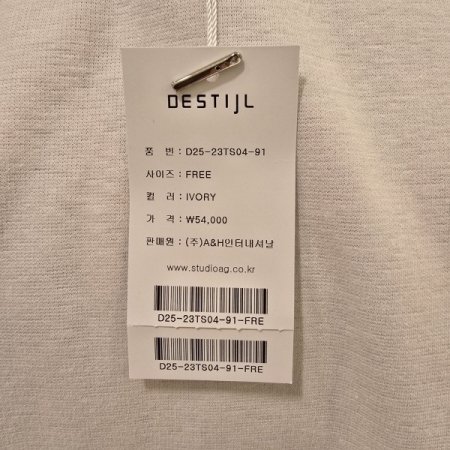 DESTIJL
품 번 : D25-23TS04-91
사이즈 : FREE
컬 러 : IVORY
가 격 : ₩54,000
판매원 : (주)A&H인터내셔날
www.studioag.co.kr
D25-23TS04-91-FRE
D25-23TS04-91-FRE